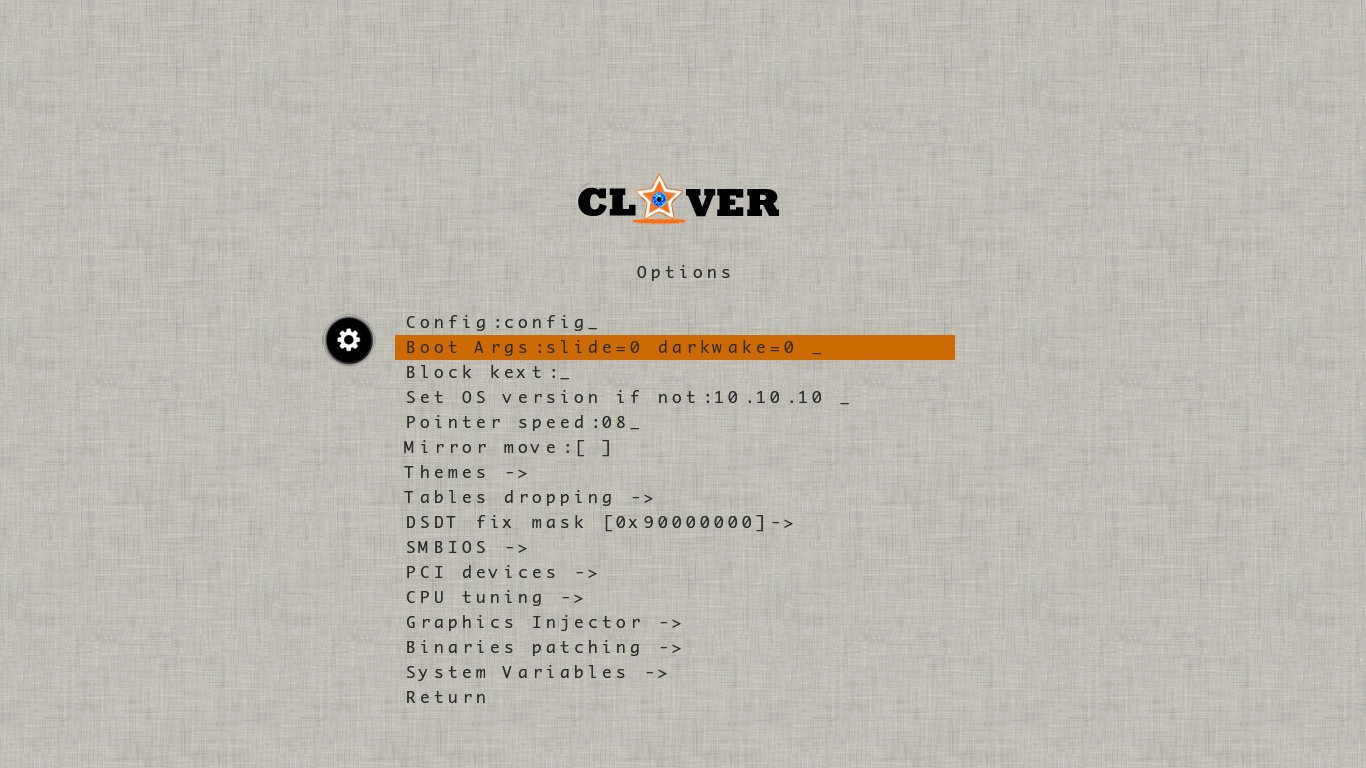 CLOVER
Options
Config:config_
Boot Args:slide=0 darkwake=0 _
Block kext:_
Set OS version if not:10.10.10 _
Pointer speed:08_
Mirror move:[ ]
Themes ->
Tables dropping ->
DSDT fix mask [0x90000000]->
SMBIOS ->
PCI devices ->
CPU tuning ->
Graphics Injector ->
Binaries patching ->
System Variables ->
Return